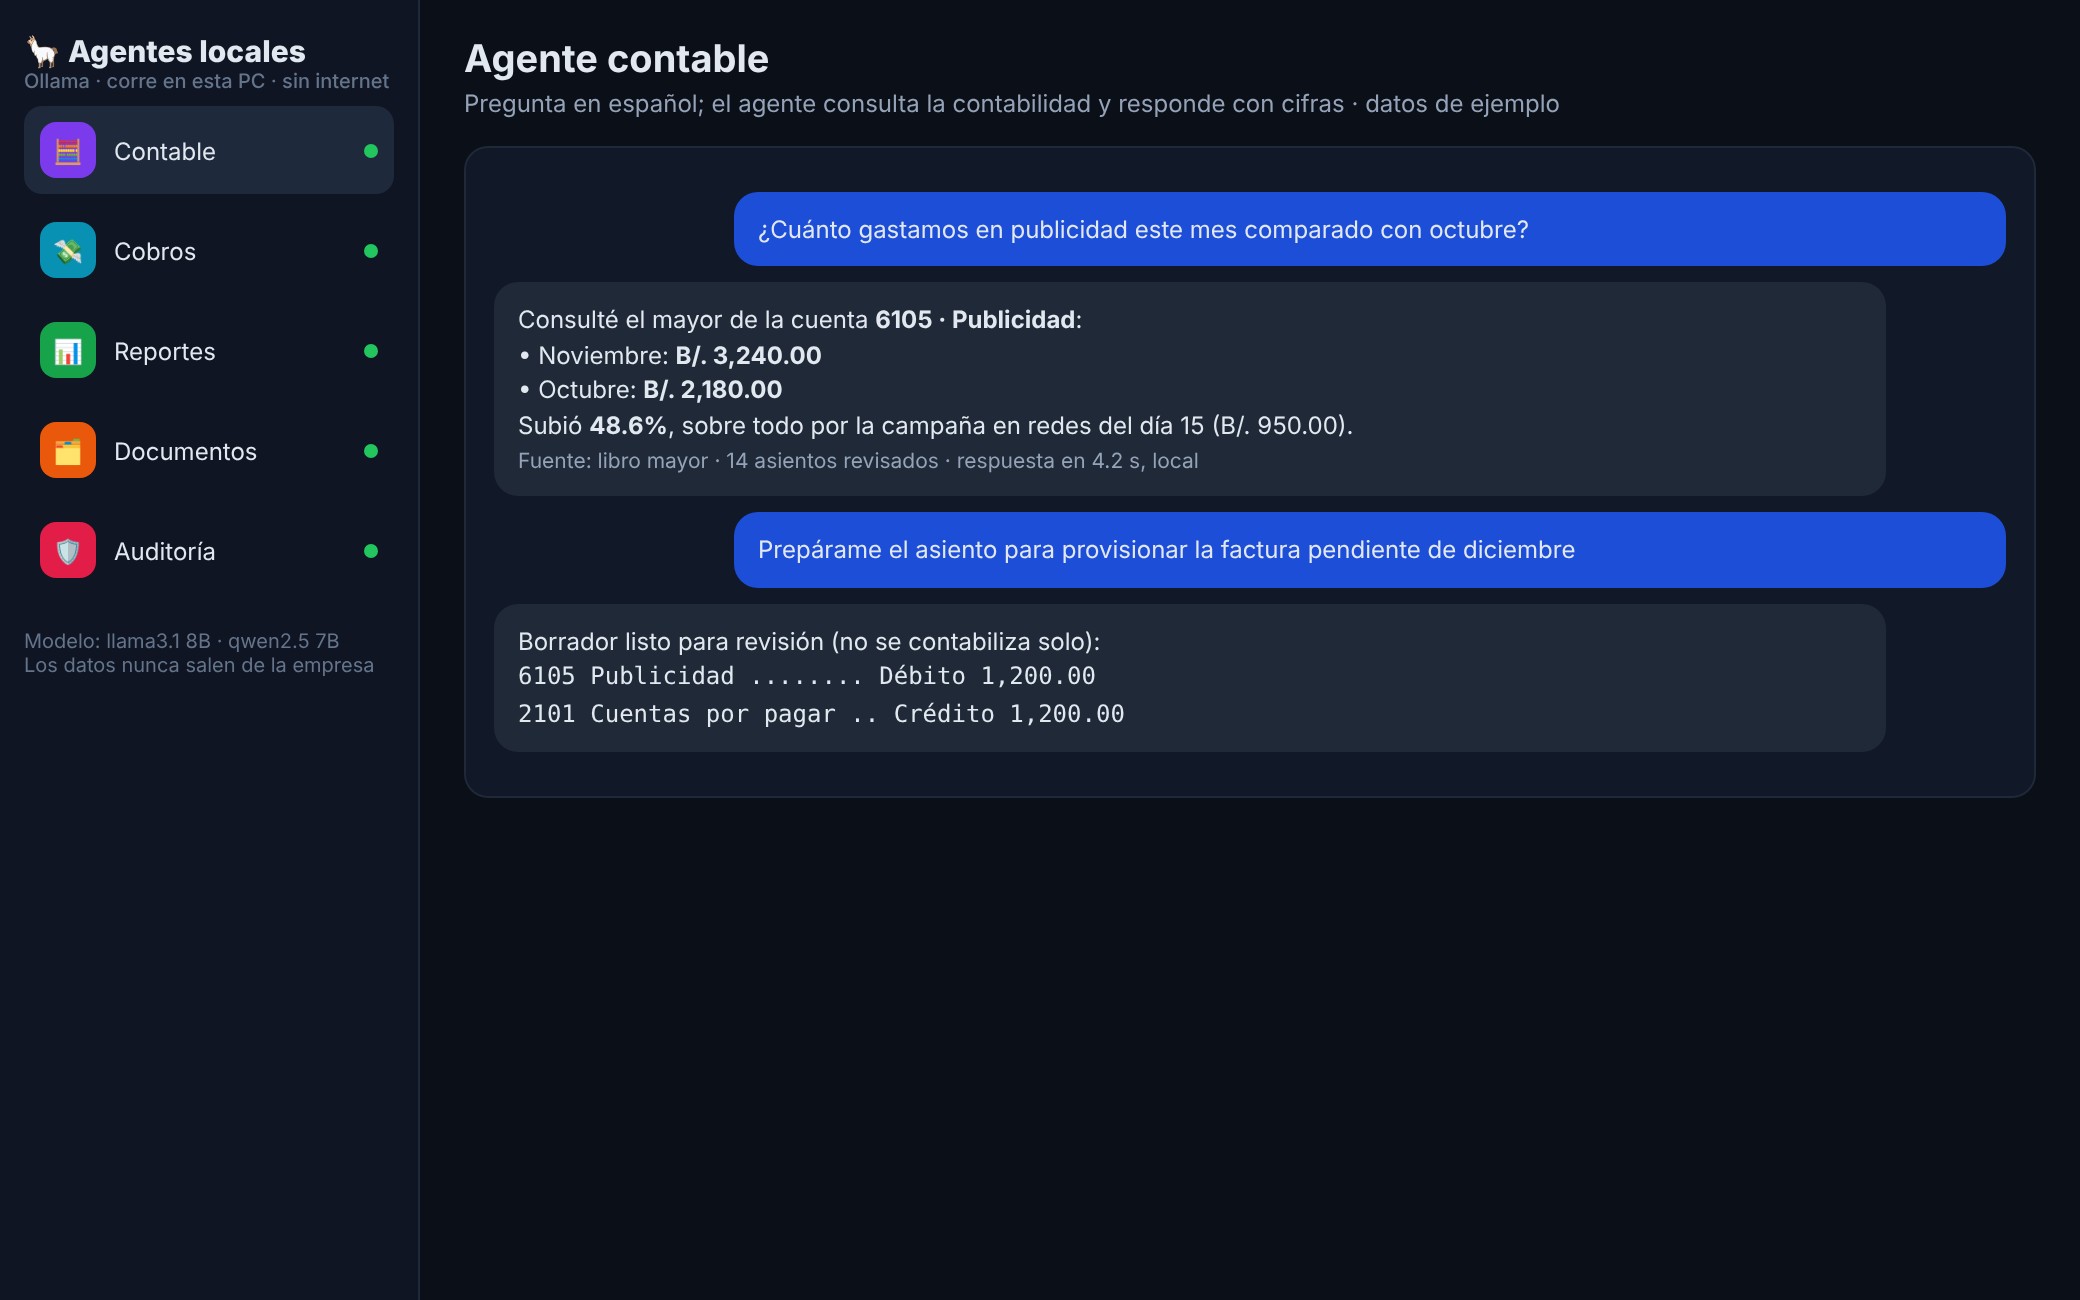 Agentes locales
Ollama · corre en esta PC · sin internet
Contable
Cobros
Reportes
Documentos
Auditoría
Modelo: llama3.1 8B · qwen2.5 7B
Los datos nunca salen de la empresa
Agente contable
Pregunta en español; el agente consulta la contabilidad y responde con cifras · datos de ejemplo
¿Cuánto gastamos en publicidad este mes comparado con octubre?
Consulté el mayor de la cuenta 6105 · Publicidad:
• Noviembre: B/. 3,240.00
• Octubre: B/. 2,180.00
Subió 48.6%, sobre todo por la campaña en redes del día 15 (B/. 950.00).
Fuente: libro mayor · 14 asientos revisados · respuesta en 4.2 s, local
Prepárame el asiento para provisionar la factura pendiente de diciembre
Borrador listo para revisión (no se contabiliza solo):
6105 Publicidad ........ Débito 1,200.00
2101 Cuentas por pagar .. Crédito 1,200.00